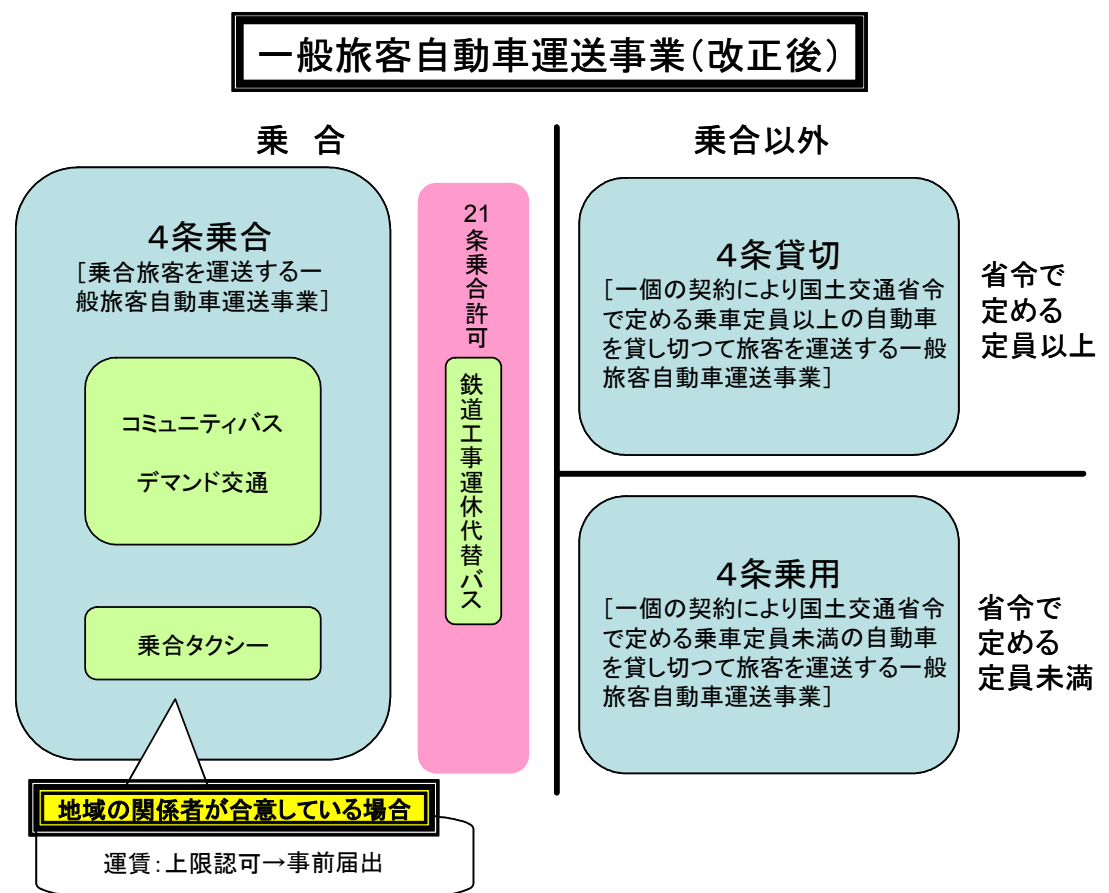 一般旅客自動車運送事業（改正後）
乗　合
乗合以外
４条乗合
［乗合旅客を運送する一
般旅客自動車運送事業］
コミュニティバス
デマンド交通
乗合タクシー
21条乗合許可
鉄道工事運休代替バス
４条貸切
［一個の契約により国土交通省令
で定める乗車定員以上の自動車
を貸し切つて旅客を運送する一般
旅客自動車運送事業］
省令で
定める
定員以上
４条乗用
［一個の契約により国土交通省令
で定める乗車定員未満の自動車
を貸し切つて旅客を運送する一般
旅客自動車運送事業］
省令で
定める
定員未満
地域の関係者が合意している場合
運賃：上限認可→事前届出